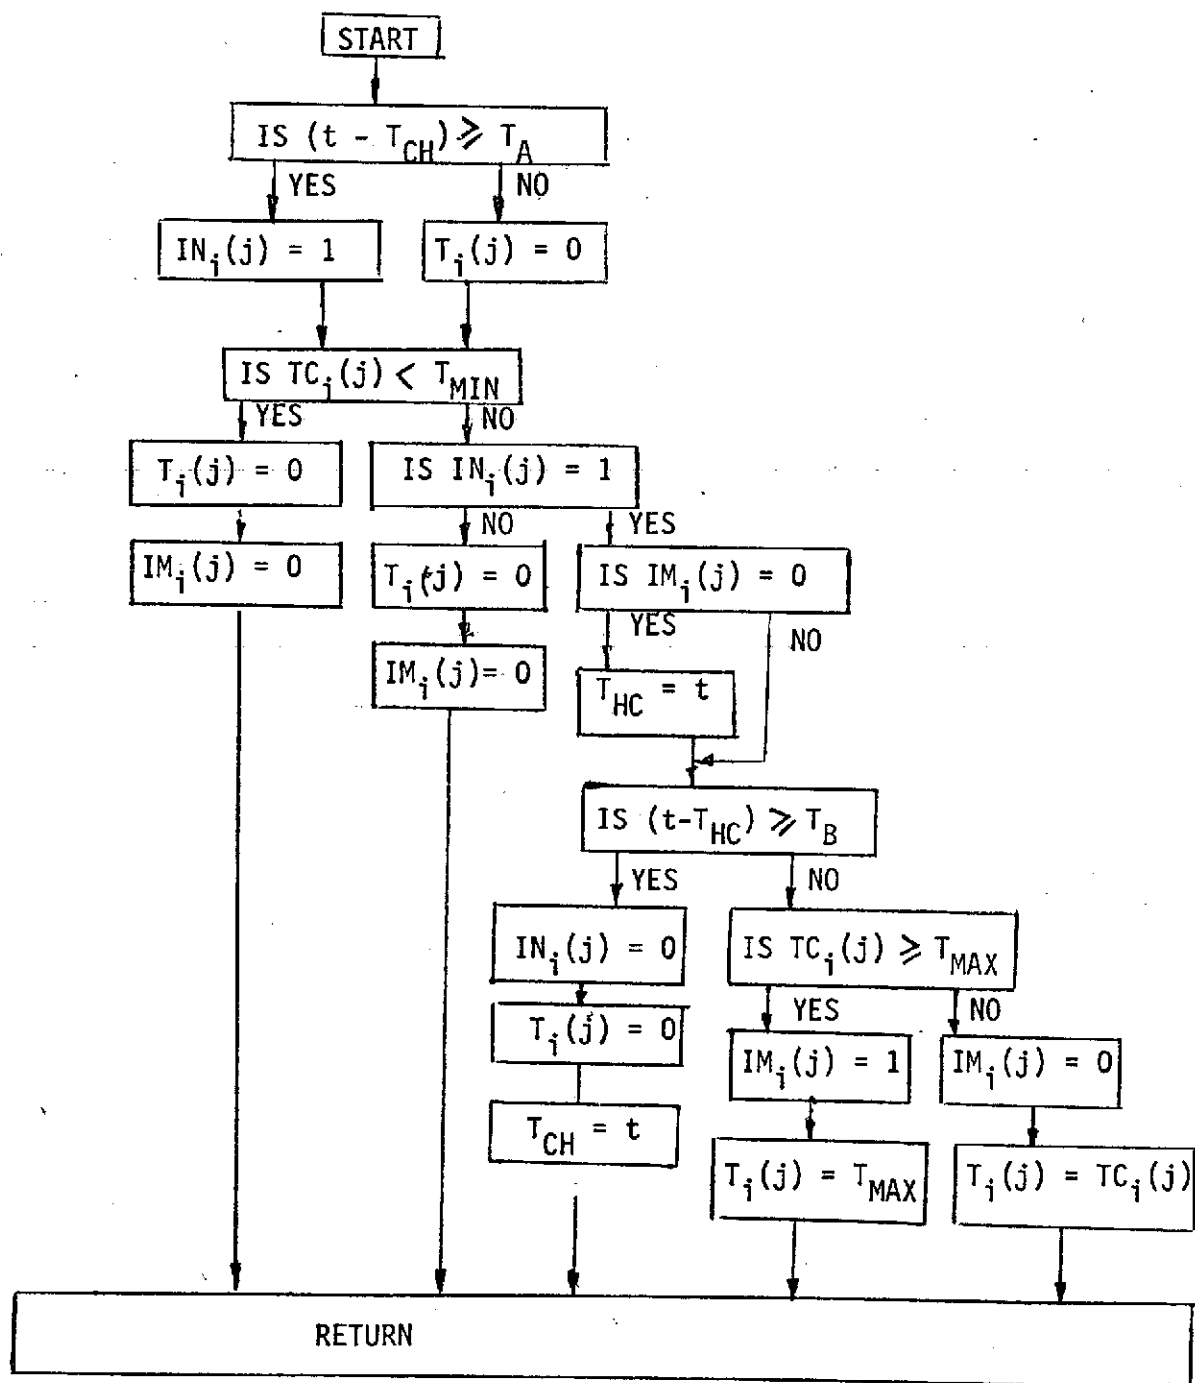 START
IS (t - T_CH) ⩾ T_A
YES
NO
IN_i(j) = 1
T_i(j) = 0
IS TC_i(j) < T_MIN
YES
NO
T_i(j) = 0
IS IN_i(j) = 1
NO
YES
IM_i(j) = 0
T_i(j) = 0
IS IM_i(j) = 0
YES
NO
IM_i(j)= 0
T_HC = t
IS (t-T_HC) ⩾ T_B
YES
NO
IN_i(j) = 0
IS TC_i(j) ⩾ T_MAX
YES
NO
T_i(j) = 0
IM_i(j) = 1
IM_i(j) = 0
T_CH = t
T_i(j) = T_MAX
T_i(j) = TC_i(j)
RETURN